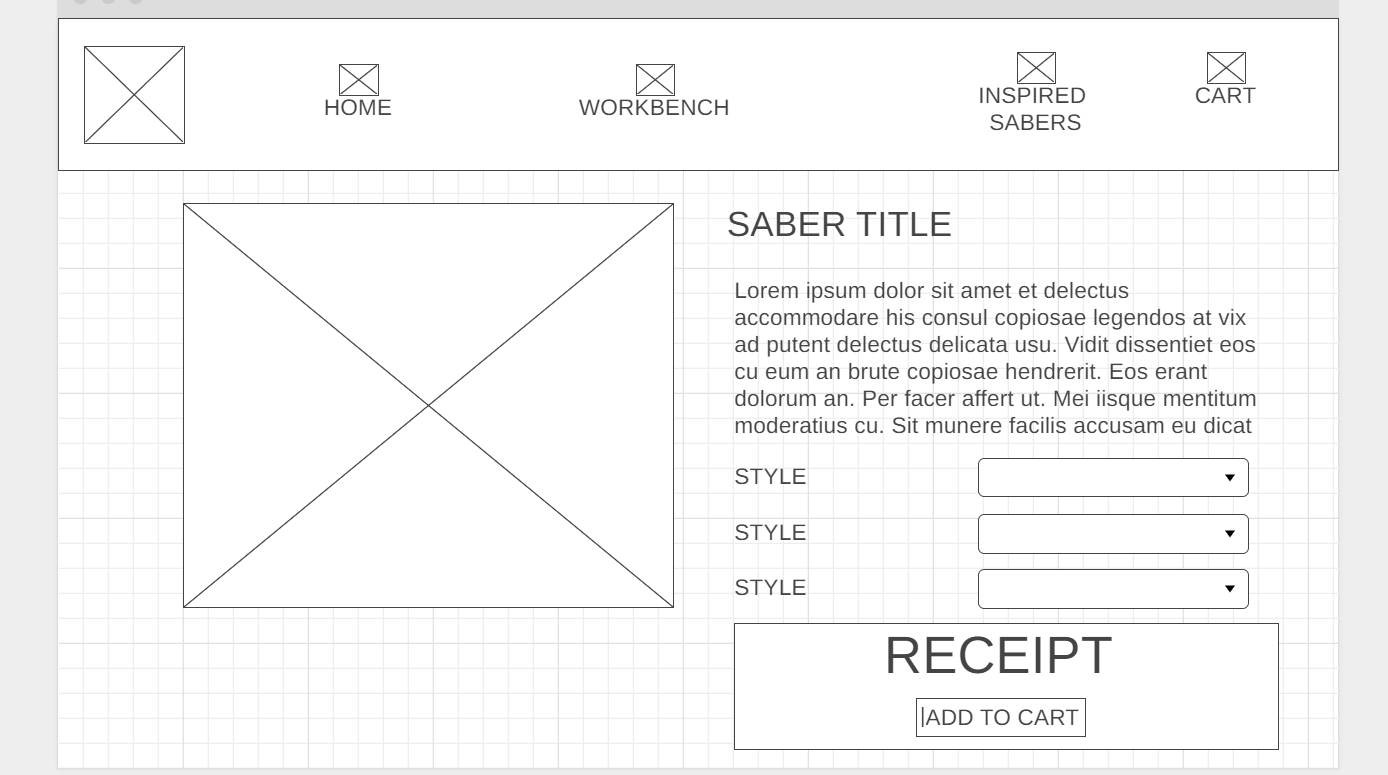 HOME
WORKBENCH
INSPIRED
SABERS
CART
SABER TITLE
Lorem ipsum dolor sit amet et delectus
accommodare his consul copiosae legendos at vix
ad putent delectus delicata usu. Vidit dissentiet eos
cu eum an brute copiosae hendrerit. Eos erant
dolorum an. Per facer affert ut. Mei iisque mentitum
moderatius cu. Sit munere facilis accusam eu dicat
STYLE
STYLE
STYLE
RECEIPT
ADD TO CART